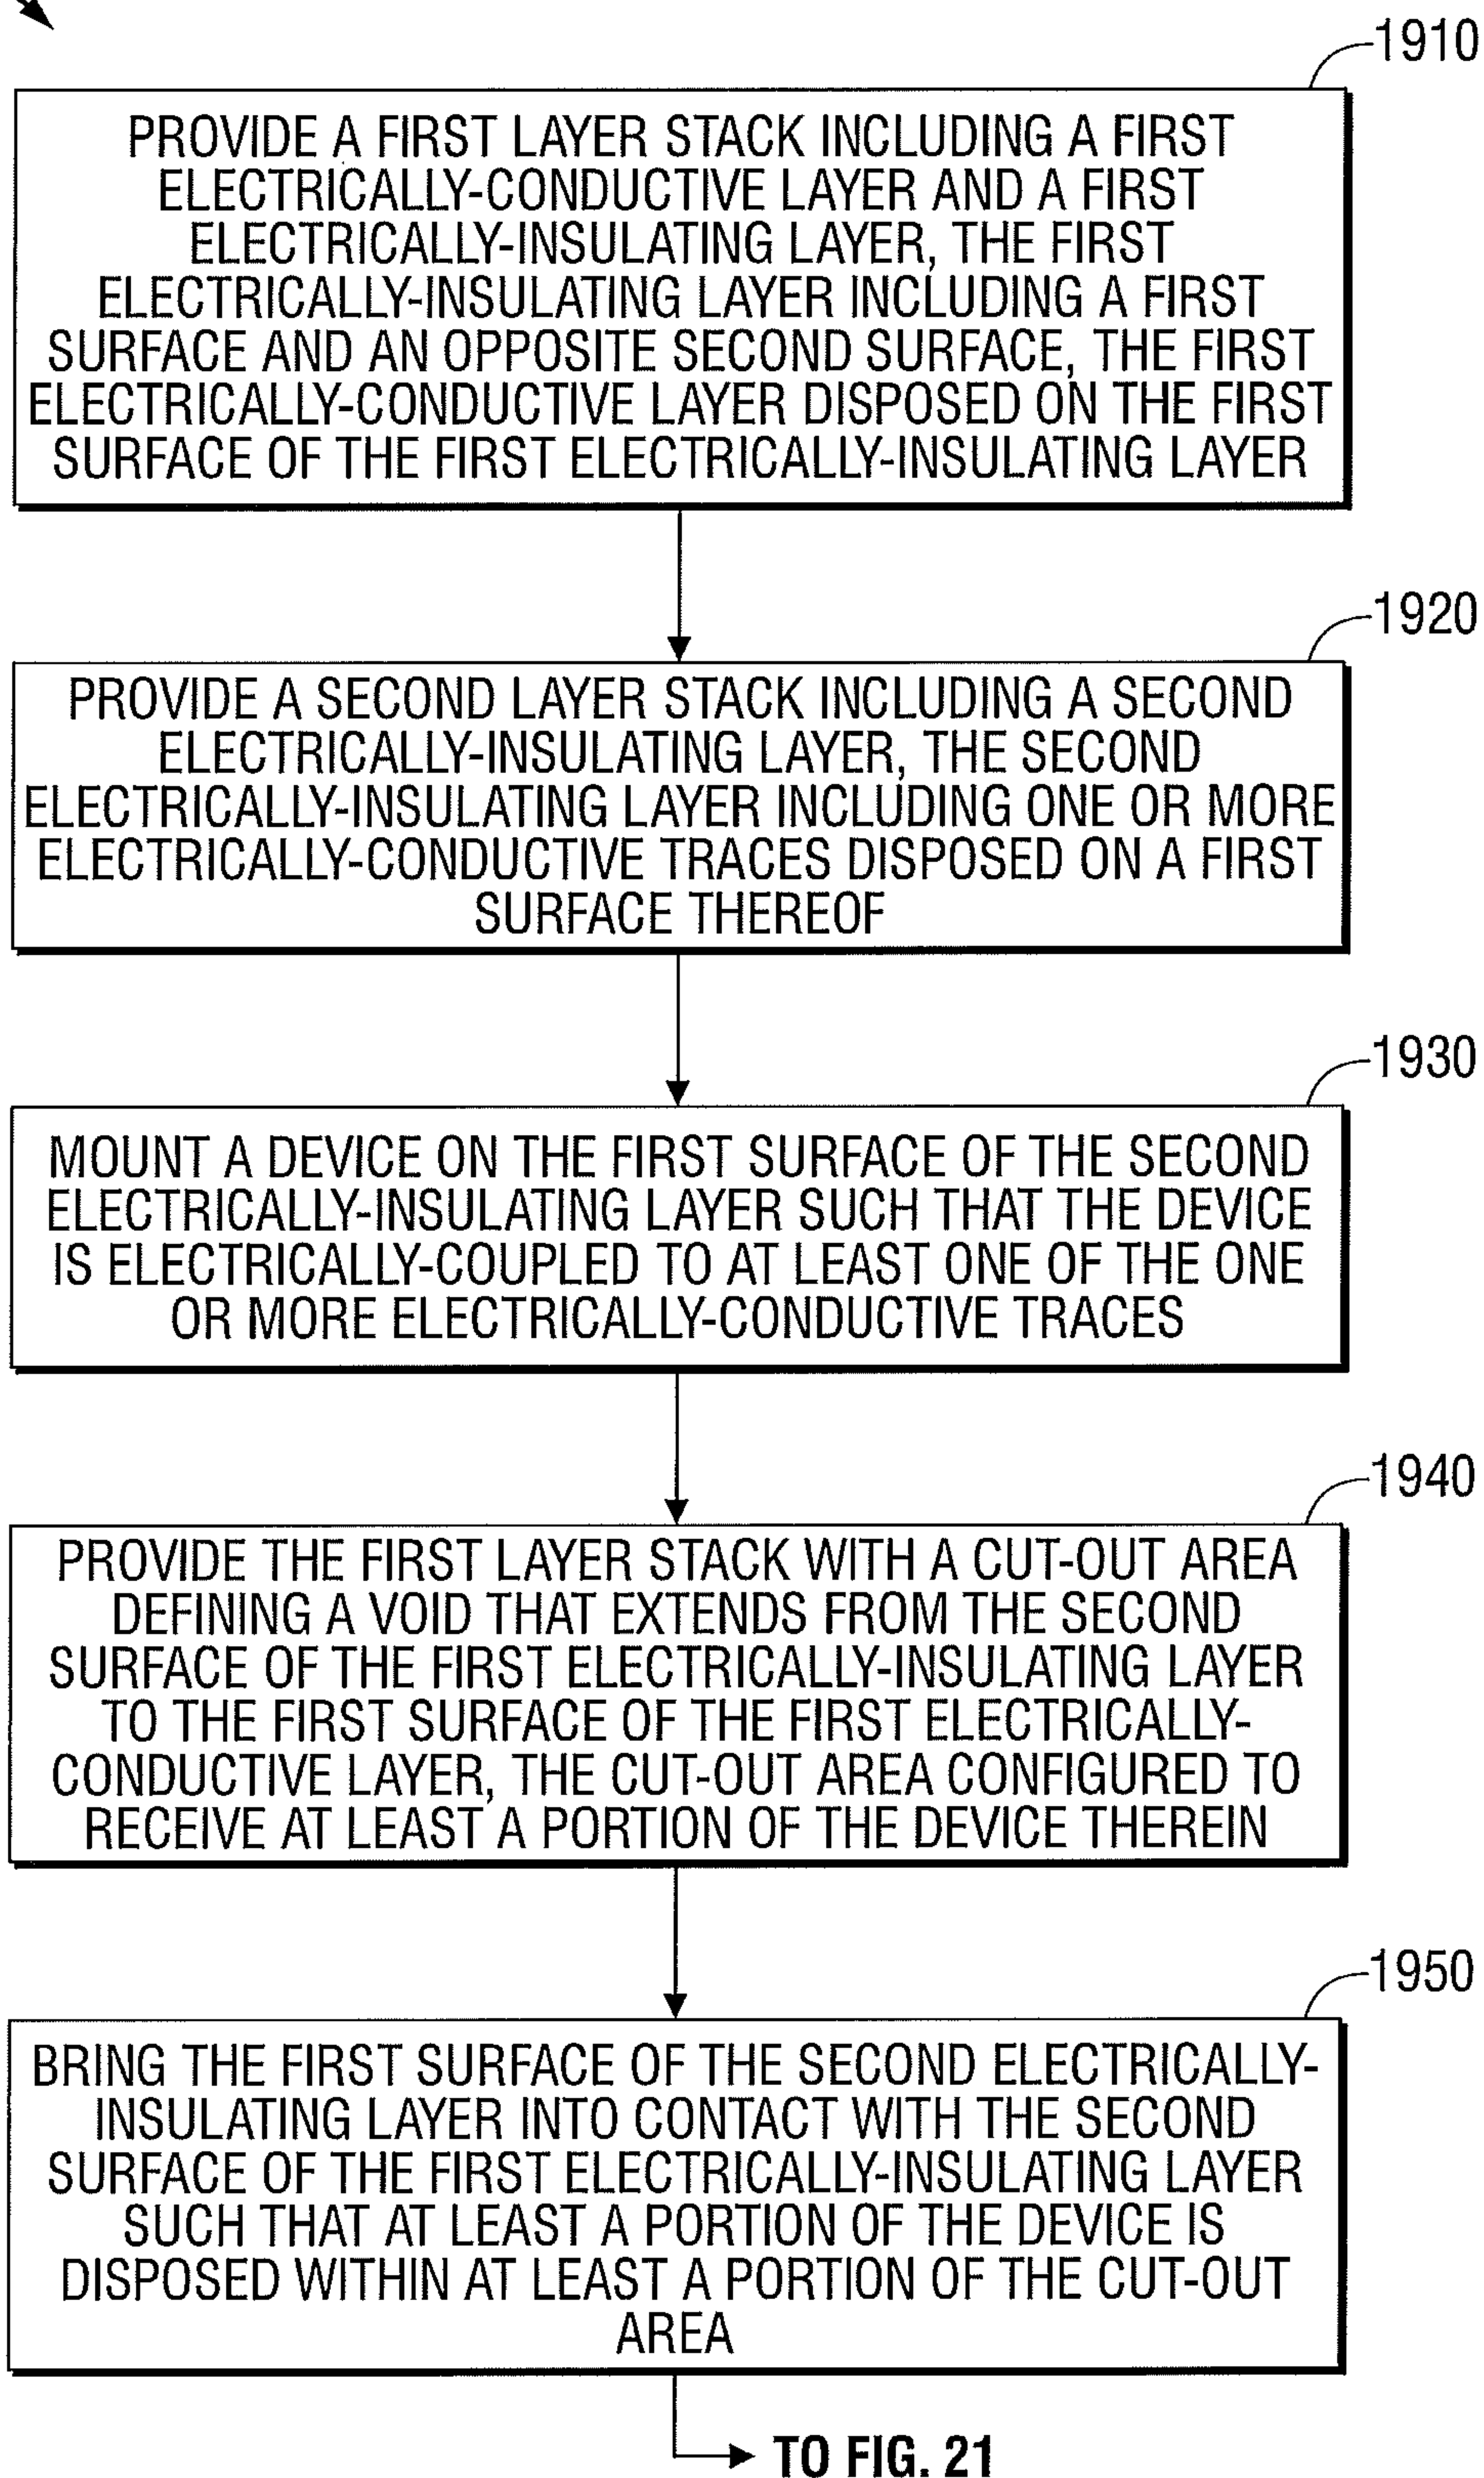 1910
PROVIDE A FIRST LAYER STACK INCLUDING A FIRST
ELECTRICALLY-CONDUCTIVE LAYER AND A FIRST
ELECTRICALLY-INSULATING LAYER, THE FIRST
ELECTRICALLY-INSULATING LAYER INCLUDING A FIRST
SURFACE AND AN OPPOSITE SECOND SURFACE, THE FIRST
ELECTRICALLY-CONDUCTIVE LAYER DISPOSED ON THE FIRST
SURFACE OF THE FIRST ELECTRICALLY-INSULATING LAYER
1920
PROVIDE A SECOND LAYER STACK INCLUDING A SECOND
ELECTRICALLY-INSULATING LAYER, THE SECOND
ELECTRICALLY-INSULATING LAYER INCLUDING ONE OR MORE
ELECTRICALLY-CONDUCTIVE TRACES DISPOSED ON A FIRST
SURFACE THEREOF
1930
MOUNT A DEVICE ON THE FIRST SURFACE OF THE SECOND
ELECTRICALLY-INSULATING LAYER SUCH THAT THE DEVICE
IS ELECTRICALLY-COUPLED TO AT LEAST ONE OF THE ONE
OR MORE ELECTRICALLY-CONDUCTIVE TRACES
1940
PROVIDE THE FIRST LAYER STACK WITH A CUT-OUT AREA
DEFINING A VOID THAT EXTENDS FROM THE SECOND
SURFACE OF THE FIRST ELECTRICALLY-INSULATING LAYER
TO THE FIRST SURFACE OF THE FIRST ELECTRICALLY-
CONDUCTIVE LAYER, THE CUT-OUT AREA CONFIGURED TO
RECEIVE AT LEAST A PORTION OF THE DEVICE THEREIN
1950
BRING THE FIRST SURFACE OF THE SECOND ELECTRICALLY-
INSULATING LAYER INTO CONTACT WITH THE SECOND
SURFACE OF THE FIRST ELECTRICALLY-INSULATING LAYER
SUCH THAT AT LEAST A PORTION OF THE DEVICE IS
DISPOSED WITHIN AT LEAST A PORTION OF THE CUT-OUT
AREA
TO FIG. 21